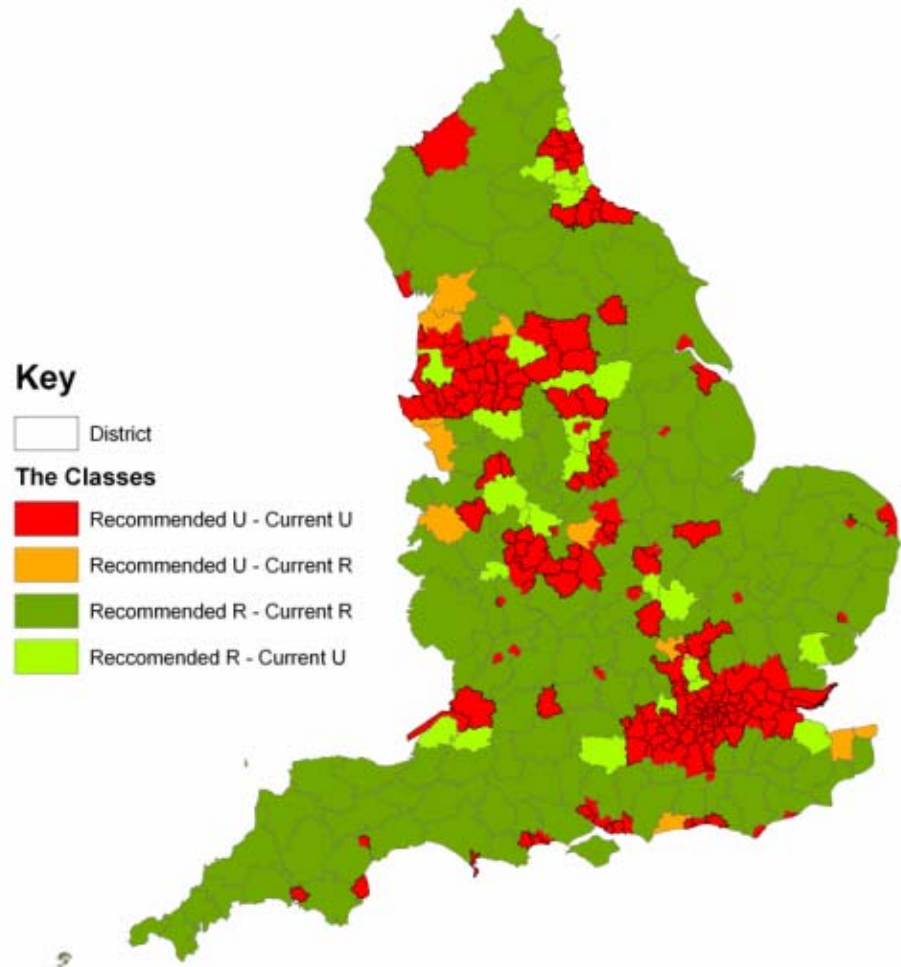 Key
District
The Classes
Recommended U - Current U
Recommended U - Current R
Recommended R - Current R
Reccomended R - Current U